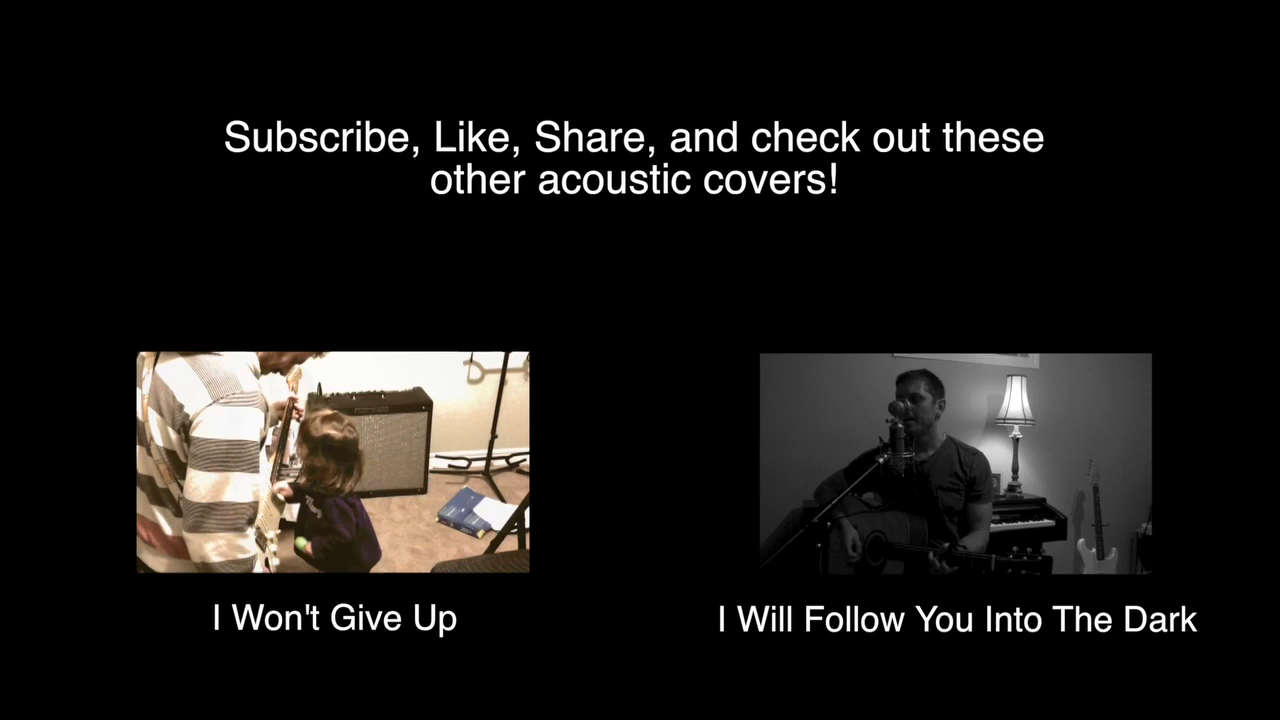 Subscribe, Like, Share, and check out these
other acoustic covers!
I Won't Give Up
I Will Follow You Into The Dark